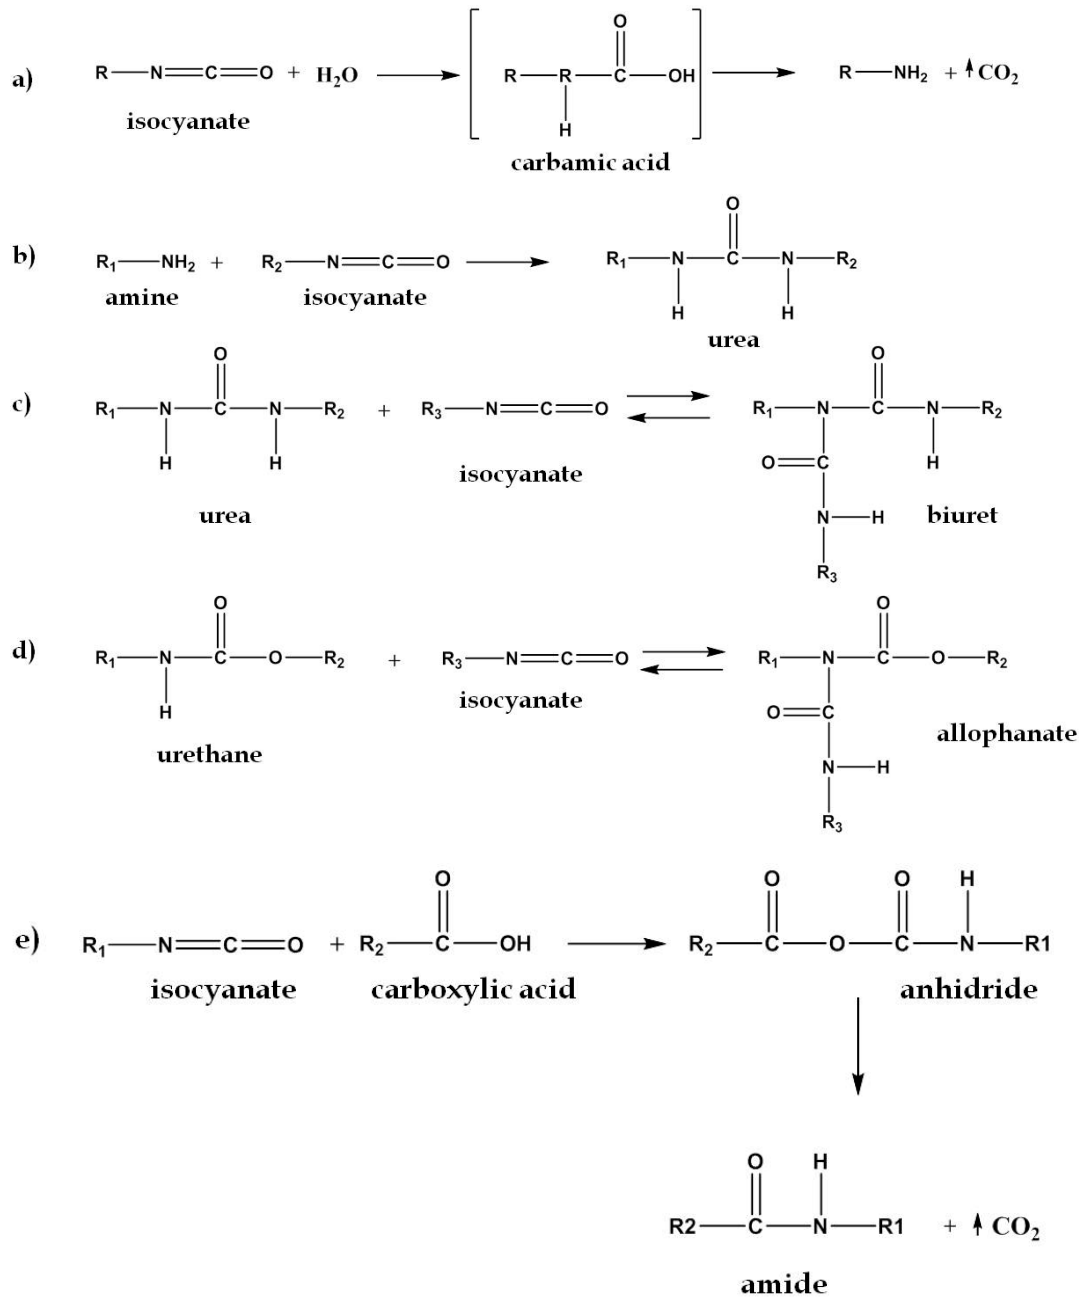 a) R—N=C=O + H₂O → [R—R(H)—C(=O)—OH] → R—NH₂ + ↑CO₂
isocyanate
carbamic acid
b) R₁—NH₂ + R₂—N=C=O → R₁—N(H)—C(=O)—N(H)—R₂
amine isocyanate
urea
c) R₁—N(H)—C(=O)—N(H)—R₂ + R₃—N=C=O ⇌ R₁—N(C(=O)—N(H)—R₃)—C(=O)—N(H)—R₂
isocyanate
urea biuret
d) R₁—N(H)—C(=O)—O—R₂ + R₃—N=C=O ⇌ R₁—N(C(=O)—N(H)—R₃)—C(=O)—O—R₂
isocyanate
urethane allophanate
e) R₁—N=C=O + R₂—C(=O)—OH → R₂—C(=O)—O—C(=O)—N(H)—R1
isocyanate carboxylic acid anhidride
R2—C(=O)—N(H)—R1 + ↑CO₂
amide